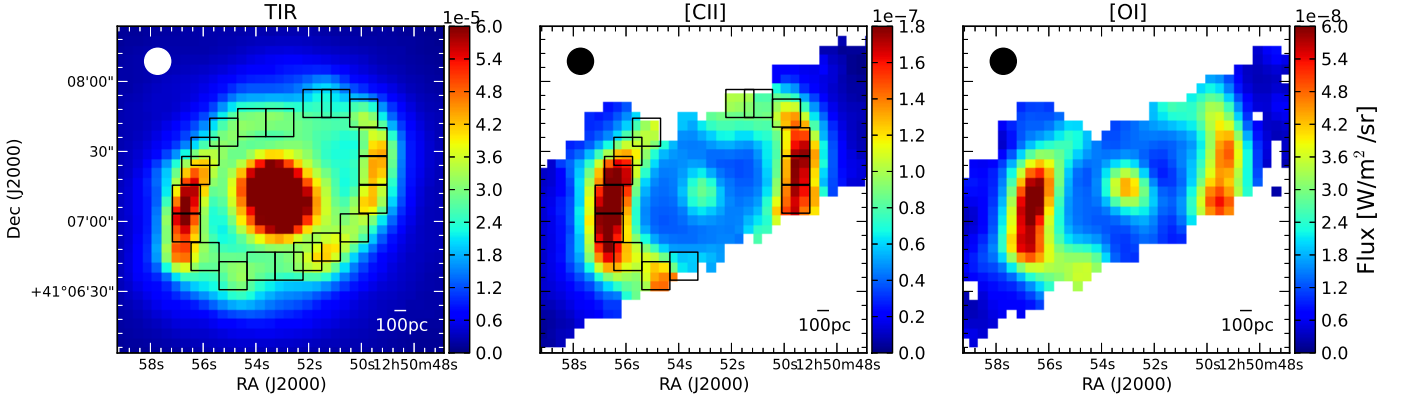 TIR
1e-5
[CII]
1e-7
[OI]
1e-8
Dec (J2000)
08'00"
30"
07'00"
+41°06'30"
100pc
58s 56s 54s 52s 50s 12h50m48s
RA (J2000)
6.0
5.4
4.8
4.2
3.6
3.0
2.4
1.8
1.2
0.6
0.0
100pc
58s 56s 54s 52s 50s 12h50m48s
RA (J2000)
1.8
1.6
1.4
1.2
1.0
0.8
0.6
0.4
0.2
0.0
100pc
58s 56s 54s 52s 50s 12h50m48s
RA (J2000)
6.0
5.4
4.8
4.2
3.6
3.0
2.4
1.8
1.2
0.6
0.0
Flux [W/m² /sr]